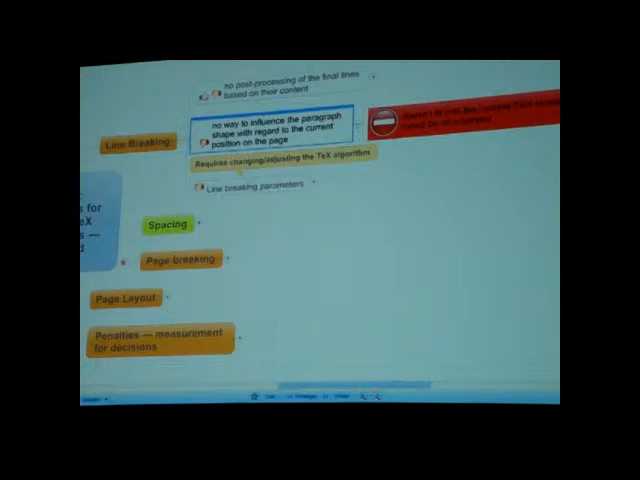 no post-processing of the final lines
based on their content
no way to influence the paragraph
shape with regard to the current
position on the page
Line Breaking
Requires changing/adjusting the TeX algorithm
Line breaking parameters
s for
eX
s —
d
Spacing
Page breaking
Page Layout
Penalties — measurement
for decisions